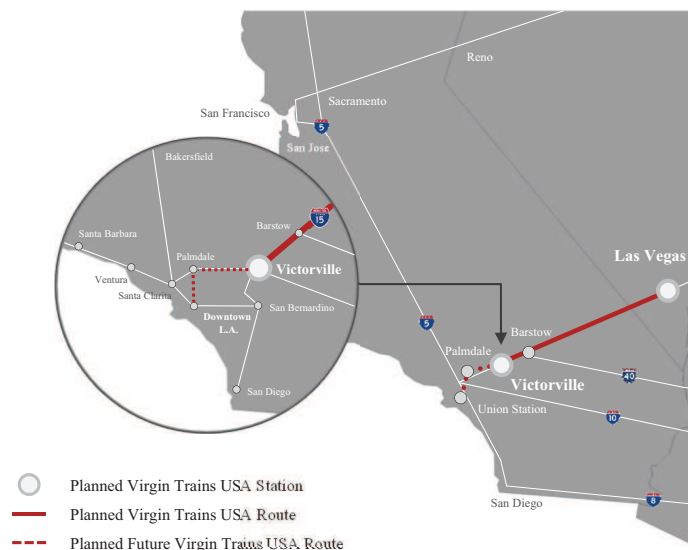 Reno
Sacramento
San Francisco
5
San Jose
Bakersfield
15
Barstow
Santa Barbara
Palmdale
Victorville
Ventura
Santa Clarita
San Bernardino
Downtown
L.A.
San Diego
Las Vegas
5
Barstow
Palmdale
40
Victorville
Union Station
10
San Diego
8
Planned Virgin Trains USA Station
Planned Virgin Trains USA Route
Planned Future Virgin Trains USA Route